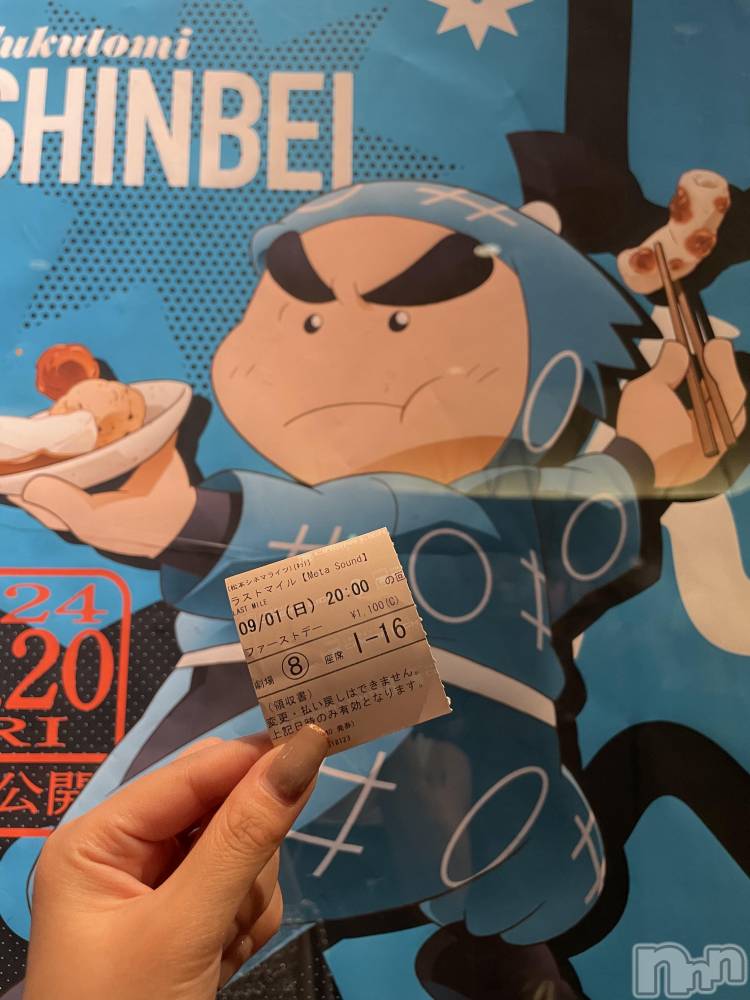 SHINBEI
(松本シネマライツ)
ラストマイル【Meta Sound】
LAST MILE
09/01(日) 20:00 の回
ファーストデー ¥1,100(G)
劇場 ⑧ 座席 I-16
(領収書)
変更・払い戻しはできません。
上記日時のみ有効となります。
24
.20
RI
公開
nnn